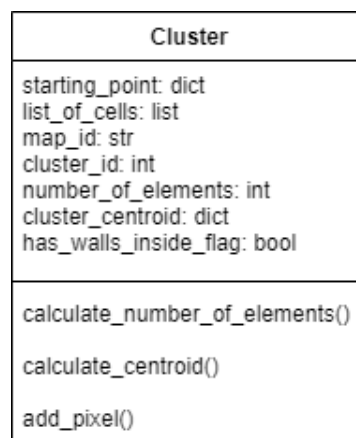 Cluster
starting_point: dict
list_of_cells: list
map_id: str
cluster_id: int
number_of_elements: int
cluster_centroid: dict
has_walls_inside_flag: bool
calculate_number_of_elements()
calculate_centroid()
add_pixel()